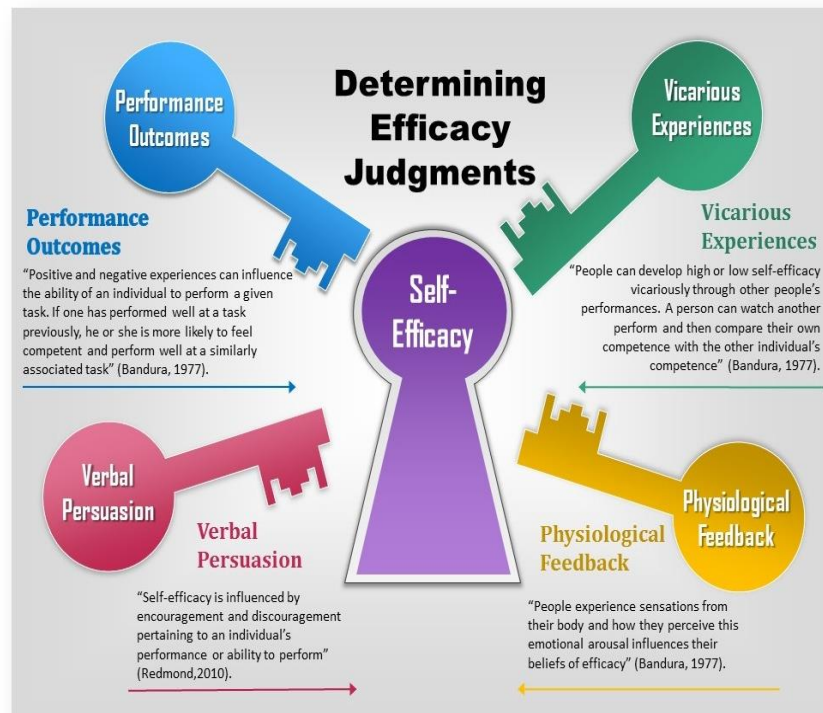 Determining
Efficacy
Judgments
Performance
Outcomes
Performance
Outcomes
“Positive and negative experiences can influence
the ability of an individual to perform a given
task. If one has performed well at a task
previously, he or she is more likely to feel
competent and perform well at a similarly
associated task” (Bandura, 1977).
Vicarious
Experiences
Vicarious
Experiences
“People can develop high or low self-efficacy
vicariously through other people’s
performances. A person can watch another
perform and then compare their own
competence with the other individual’s
competence” (Bandura, 1977).
Self-
Efficacy
Verbal
Persuasion
Verbal
Persuasion
“Self-efficacy is influenced by
encouragement and discouragement
pertaining to an individual’s
performance or ability to perform”
(Redmond,2010).
Physiological
Feedback
Physiological
Feedback
“People experience sensations from
their body and how they perceive this
emotional arousal influences their
beliefs of efficacy” (Bandura, 1977).